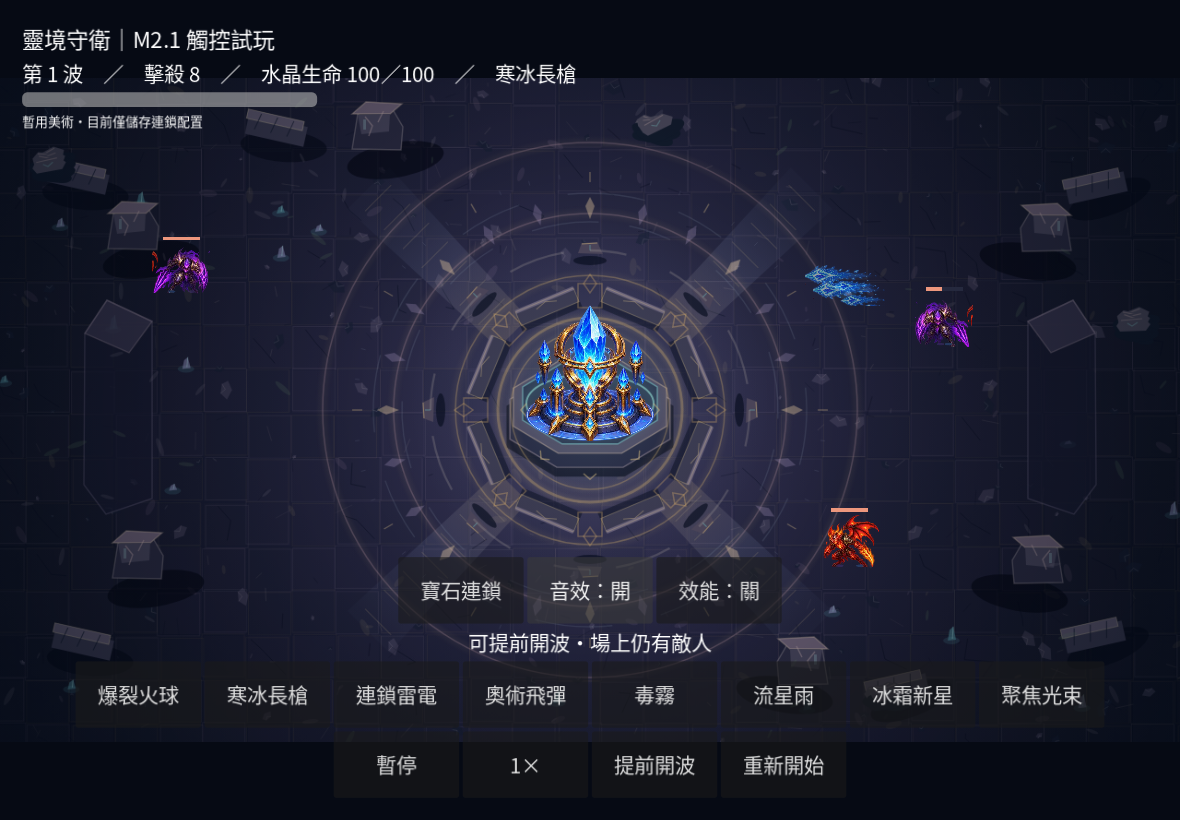 靈境守衛｜M2.1 觸控試玩
第 1 波　／　擊殺 8　／　水晶生命 100／100　／　寒冰長槍
暫用美術・目前僅儲存連鎖配置
寶石連鎖　音效：開　效能：關
可提前開波・場上仍有敵人
爆裂火球　寒冰長槍　連鎖雷電　奧術飛彈　毒霧　流星雨　冰霜新星　聚焦光束
暫停　1×　提前開波　重新開始